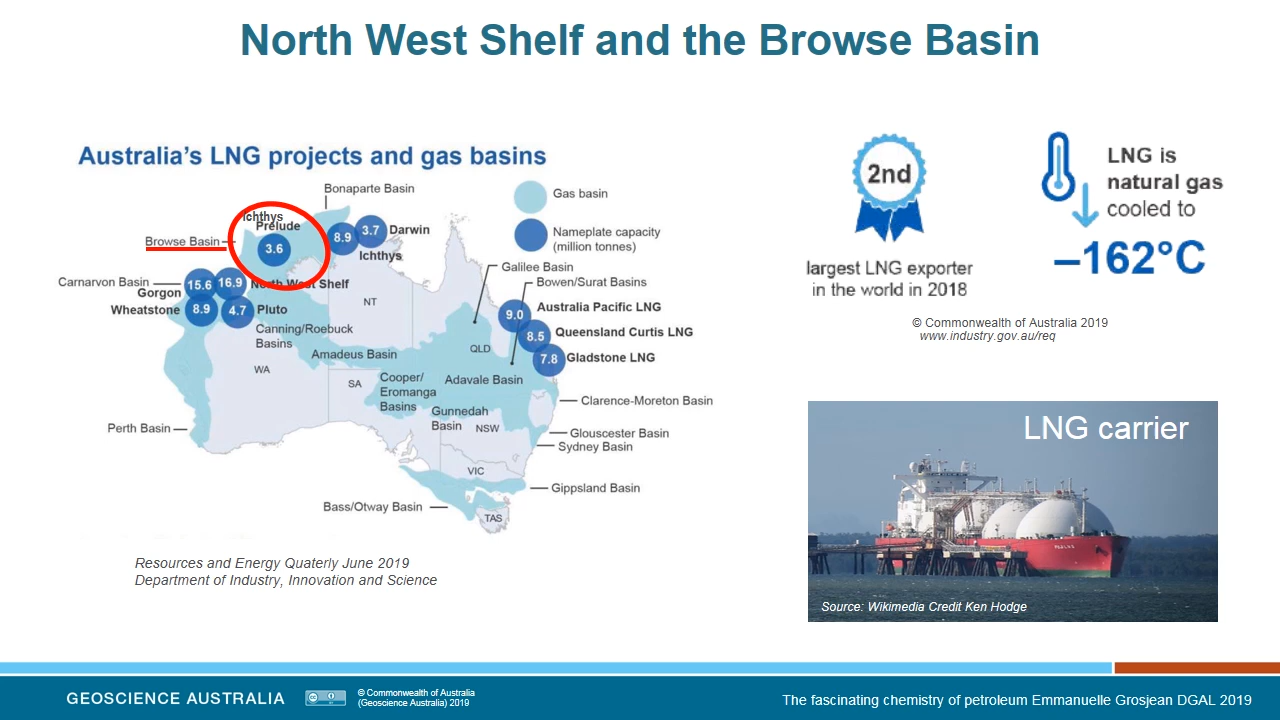 North West Shelf and the Browse Basin
Australia's LNG projects and gas basins
Bonaparte Basin
Gas basin
Ichthys
Prelude
3.6
8.9
3.7
Darwin
Ichthys
Nameplate capacity
(million tonnes)
Browse Basin
Carnarvon Basin
15.6
16.9
North West Shelf
Gorgon
Wheatstone
8.9
4.7
Pluto
NT
Galilee Basin
Bowen/Surat Basins
9.0
Australia Pacific LNG
8.5
Queensland Curtis LNG
7.8
Gladstone LNG
Canning/Roebuck
Basins
Amadeus Basin
QLD
WA
SA
Cooper/
Eromanga
Basins
Adavale Basin
Gunnedah
Basin
NSW
Clarence-Moreton Basin
Perth Basin
Glouscester Basin
Sydney Basin
VIC
Gippsland Basin
Bass/Otway Basin
TAS
Resources and Energy Quaterly June 2019
Department of Industry, Innovation and Science
2nd
largest LNG exporter
in the world in 2018
LNG is
natural gas
cooled to
–162°C
© Commonwealth of Australia 2019
www.industry.gov.au/req
LNG carrier
Source: Wikimedia Credit Ken Hodge
GEOSCIENCE AUSTRALIA
© Commonwealth of Australia
(Geoscience Australia) 2019
The fascinating chemistry of petroleum Emmanuelle Grosjean DGAL 2019